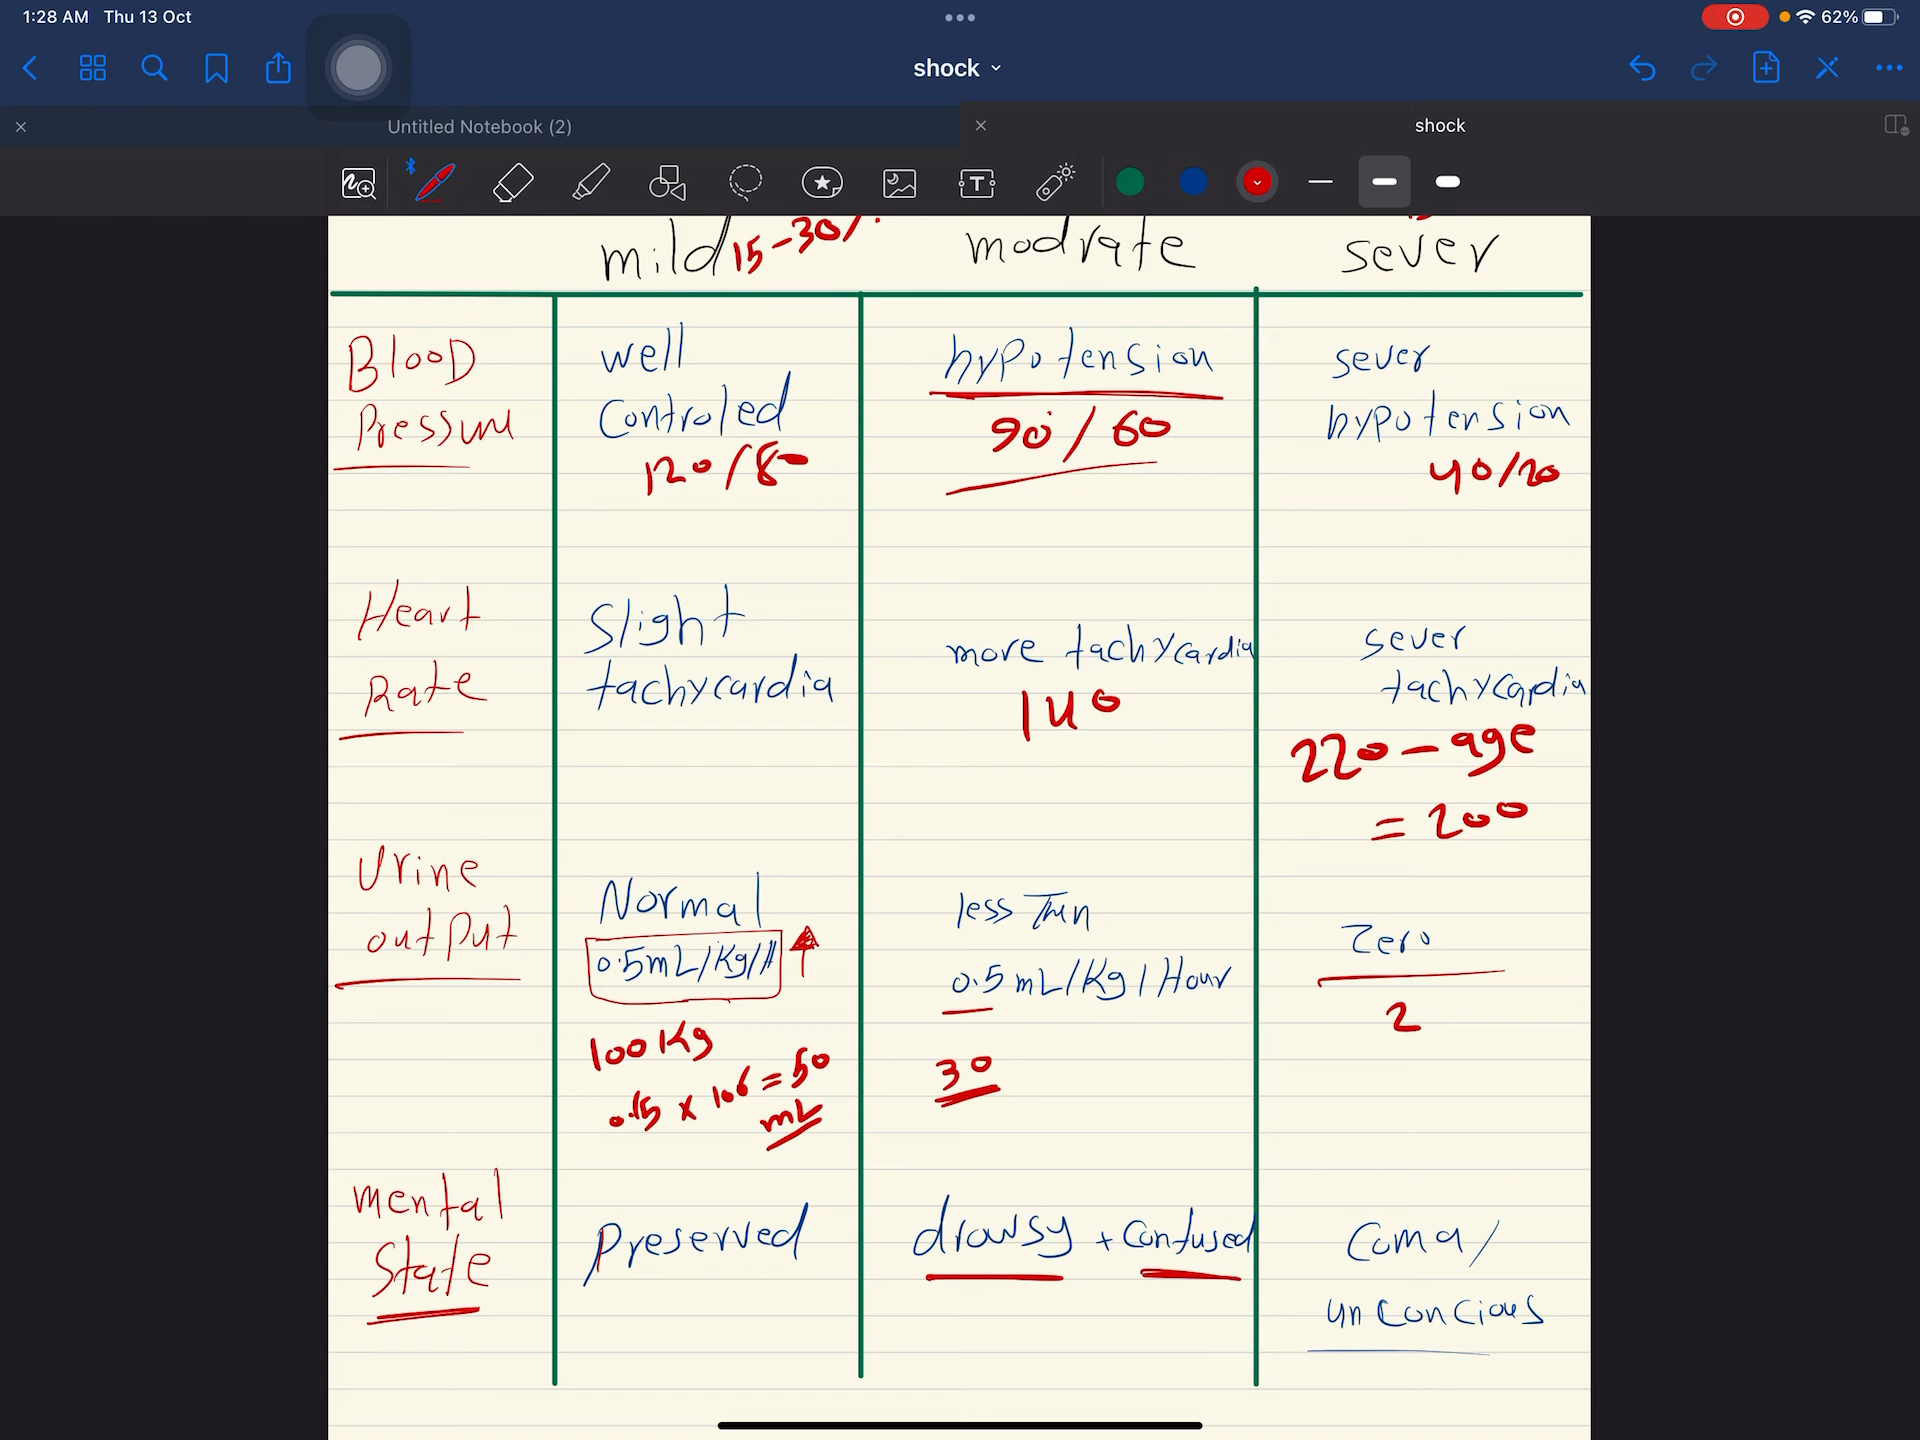 1:28 AM Thu 13 Oct
62%
shock
Untitled Notebook (2)
shock
mild 15-30%
modrate
sever
Blood
Pressure
well
Controled
120/80
hypotension
90/60
sever
hypotension
40/20
Heart
Rate
Slight
tachycardia
more tachycardia
140
sever
tachycardia
220 - age
= 200
Urine
output
Normal
0.5mL/Kg/H
100 Kg
0.5 x 100 = 50
mL
less Than
0.5 mL/Kg/Hour
30
Zero
2
mental
State
Preserved
drowsy + Confused
Coma/
unconcious